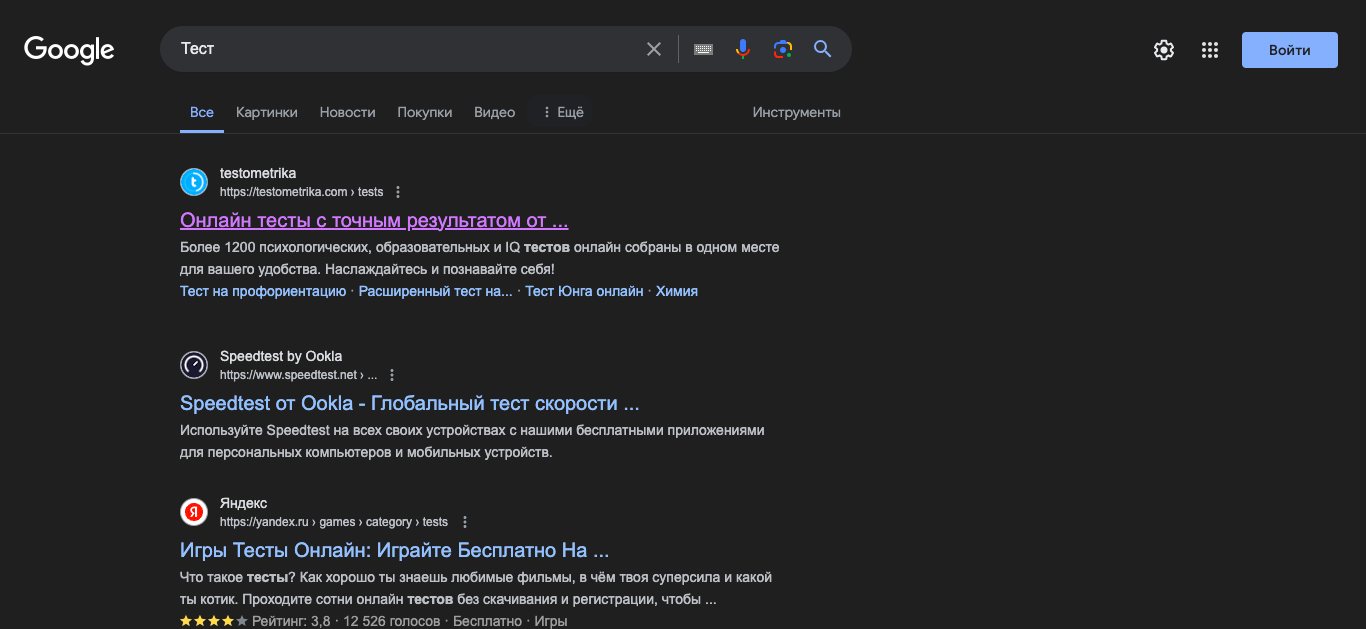 Google
Тест
Войти
Все Картинки Новости Покупки Видео Ещё Инструменты
testometrika
https://testometrika.com › tests
Онлайн тесты с точным результатом от ...
Более 1200 психологических, образовательных и IQ тестов онлайн собраны в одном месте
для вашего удобства. Наслаждайтесь и познавайте себя!
Тест на профориентацию · Расширенный тест на... · Тест Юнга онлайн · Химия
Speedtest by Ookla
https://www.speedtest.net › ...
Speedtest от Ookla - Глобальный тест скорости ...
Используйте Speedtest на всех своих устройствах с нашими бесплатными приложениями
для персональных компьютеров и мобильных устройств.
Я
Яндекс
https://yandex.ru › games › category › tests
Игры Тесты Онлайн: Играйте Бесплатно На ...
Что такое тесты? Как хорошо ты знаешь любимые фильмы, в чём твоя суперсила и какой
ты котик. Проходите сотни онлайн тестов без скачивания и регистрации, чтобы ...
Рейтинг: 3,8 · 12 526 голосов · Бесплатно · Игры